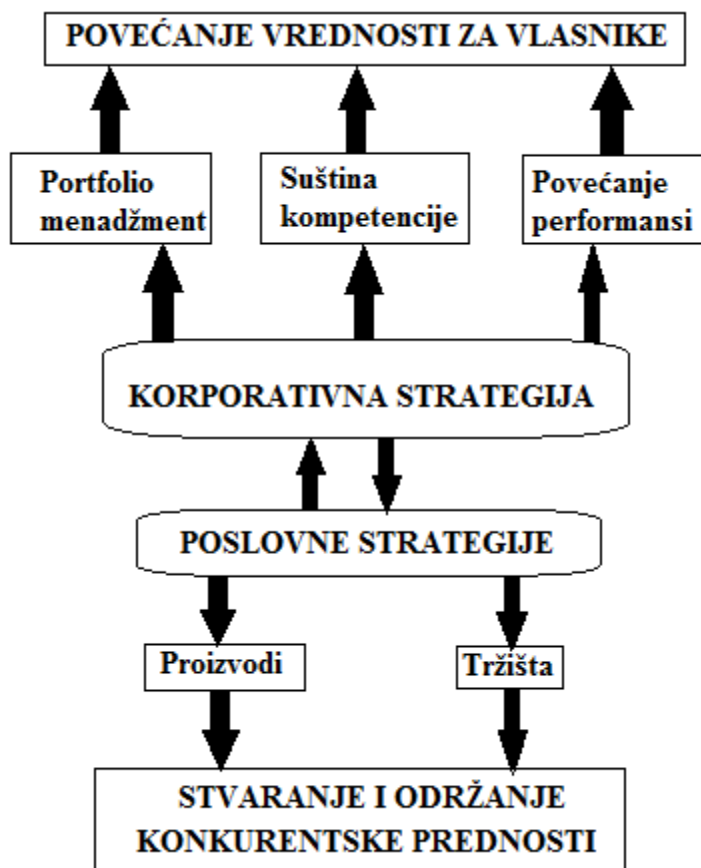 POVEĆANJE VREDNOSTI ZA VLASNIKE
Portfolio
menadžment
Suština
kompetencije
Povećanje
performansi
KORPORATIVNA STRATEGIJA
POSLOVNE STRATEGIJE
Proizvodi
Tržišta
STVARANJE I ODRŽANJE
KONKURENTSKE PREDNOSTI